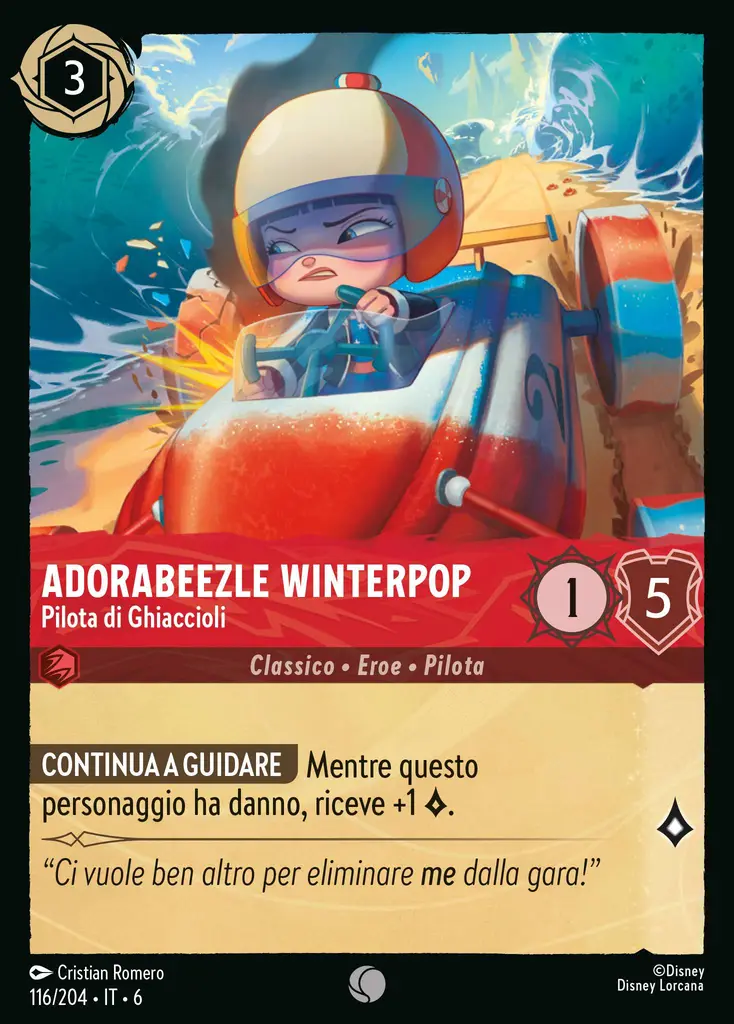 3
2
ADORABEEZLE WINTERPOP
Pilota di Ghiaccioli
1
5
Classico • Eroe • Pilota
CONTINUA A GUIDARE Mentre questo
personaggio ha danno, riceve +1 .
“Ci vuole ben altro per eliminare me dalla gara!”
Cristian Romero
116/204 • IT • 6
©Disney
Disney Lorcana